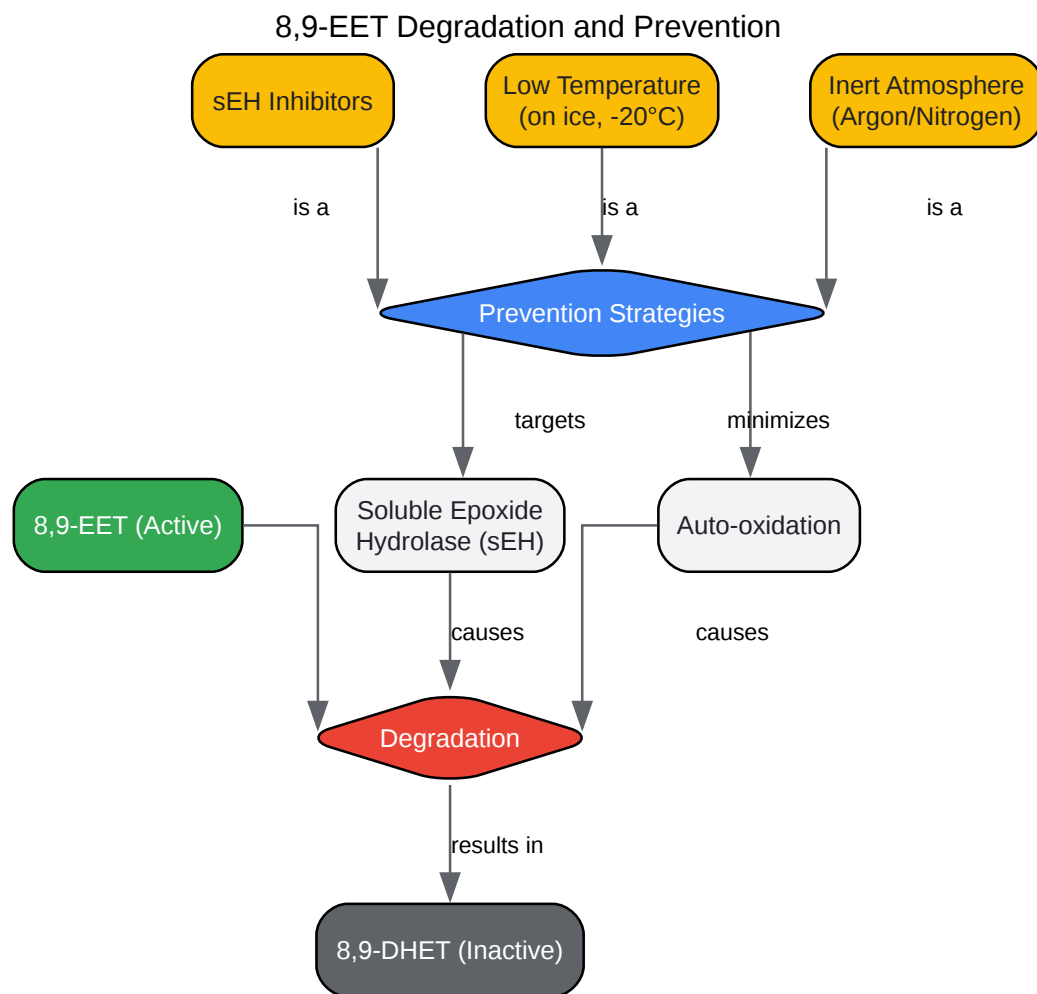 8,9-EET Degradation and Prevention
sEH Inhibitors
Low Temperature
(on ice, -20°C)
Inert Atmosphere
(Argon/Nitrogen)
is a
is a
is a
Prevention Strategies
targets
minimizes
8,9-EET (Active)
Soluble Epoxide
Hydrolase (sEH)
Auto-oxidation
causes
causes
Degradation
results in
8,9-DHET (Inactive)